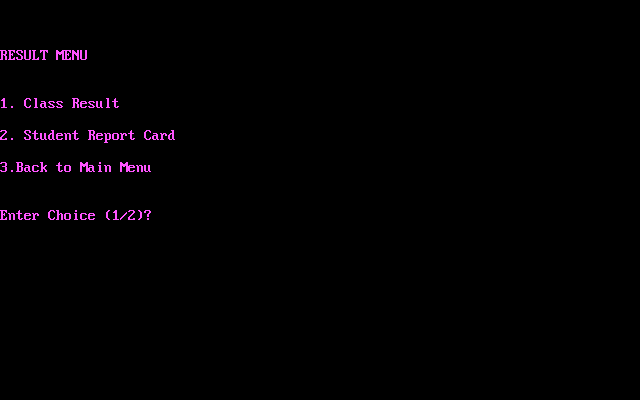 RESULT MENU
1. Class Result
2. Student Report Card
3.Back to Main Menu
Enter Choice (1/2)?